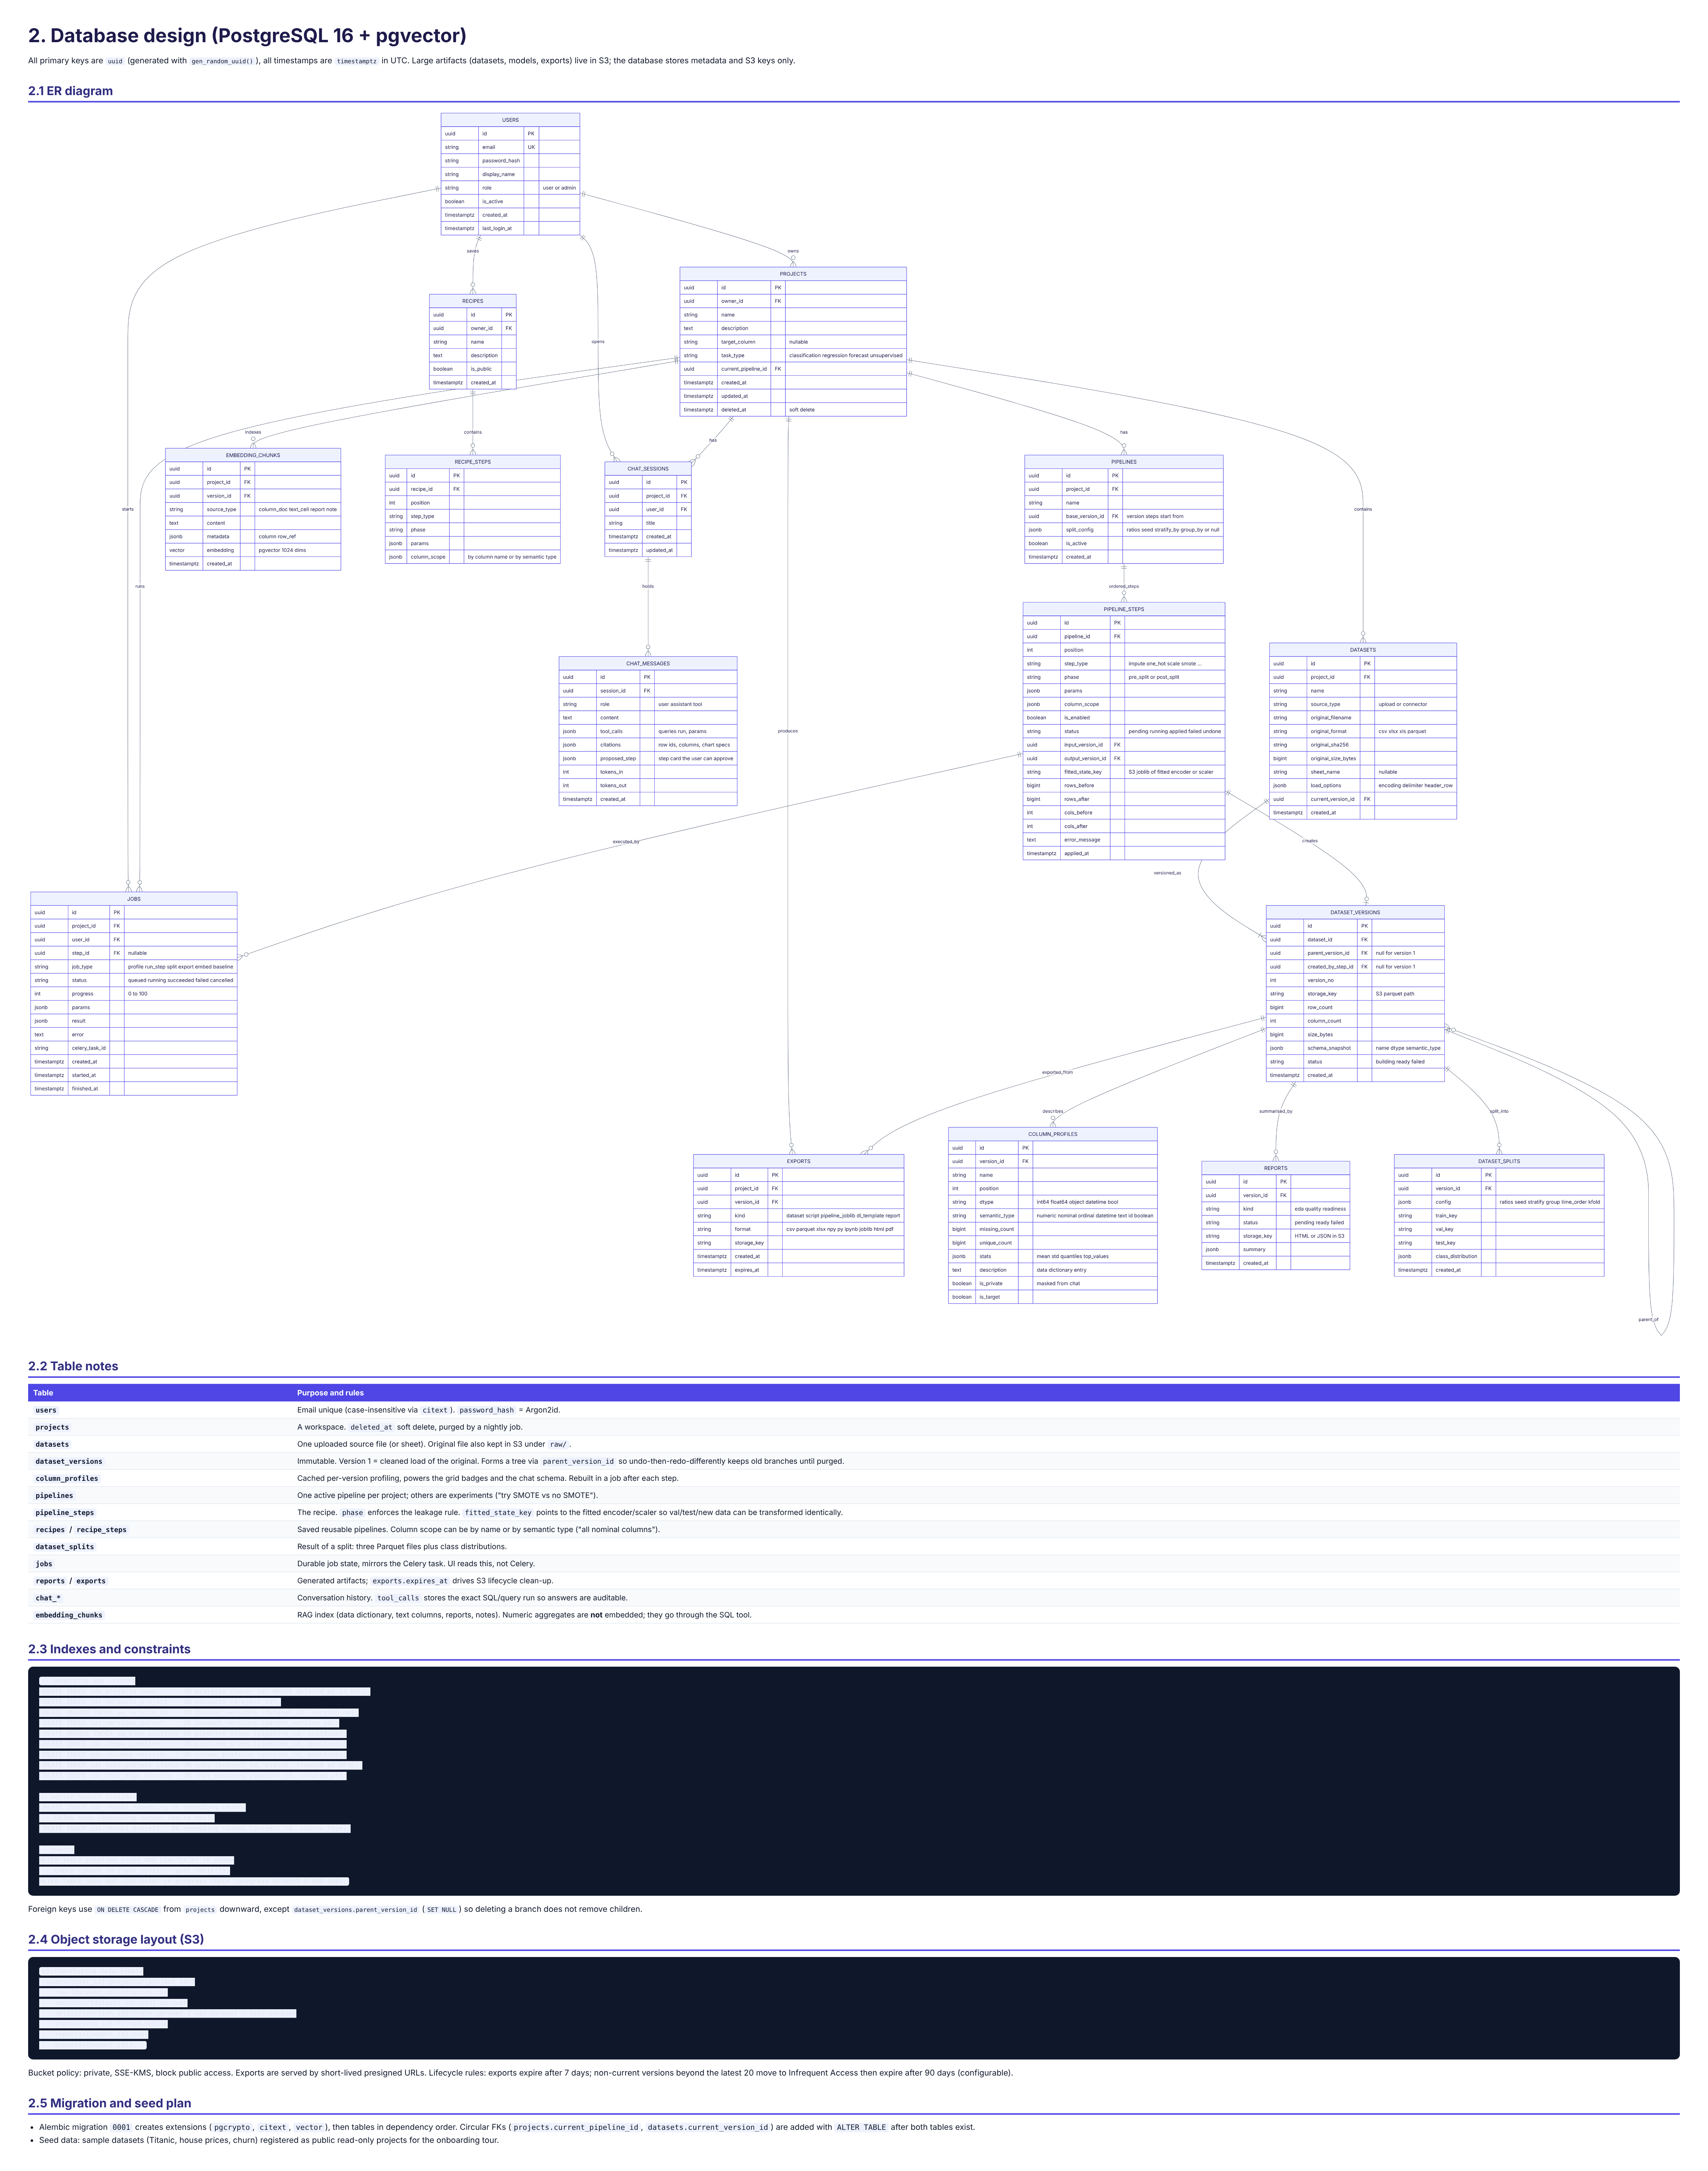 2. Database design (PostgreSQL 16 + pgvector)
All primary keys are uuid (generated with gen_random_uuid()), all timestamps are timestamptz in UTC. Large artifacts (datasets, models, exports) live in S3; the database stores metadata and S3 keys only.
2.1 ER diagram
USERS
uuid id PK
string email UK
string password_hash
string display_name
string role user or admin
boolean is_active
timestamptz created_at
timestamptz last_login_at
saves
opens
owns
starts
runs
PROJECTS
uuid id PK
uuid owner_id FK
string name
text description
string target_column nullable
string task_type classification regression forecast unsupervised
uuid current_pipeline_id FK
timestamptz created_at
timestamptz updated_at
timestamptz deleted_at soft delete
RECIPES
uuid id PK
uuid owner_id FK
string name
text description
boolean is_public
timestamptz created_at
indexes
contains
has
has
contains
EMBEDDING_CHUNKS
uuid id PK
uuid project_id FK
uuid version_id FK
string source_type column_doc text_cell report note
text content
jsonb metadata column row_ref
vector embedding pgvector 1024 dims
timestamptz created_at
RECIPE_STEPS
uuid id PK
uuid recipe_id FK
int position
string step_type
string phase
jsonb params
jsonb column_scope by column name or by semantic type
CHAT_SESSIONS
uuid id PK
uuid project_id FK
uuid user_id FK
string title
timestamptz created_at
timestamptz updated_at
holds
PIPELINES
uuid id PK
uuid project_id FK
string name
uuid base_version_id FK version steps start from
jsonb split_config ratios seed stratify_by group_by or null
boolean is_active
timestamptz created_at
ordered_steps
PIPELINE_STEPS
uuid id PK
uuid pipeline_id FK
int position
string step_type impute one_hot scale smote ...
string phase pre_split or post_split
jsonb params
jsonb column_scope
boolean is_enabled
string status pending running applied failed undone
uuid input_version_id FK
uuid output_version_id FK
string fitted_state_key S3 joblib of fitted encoder or scaler
bigint rows_before
bigint rows_after
int cols_before
int cols_after
text error_message
timestamptz applied_at
DATASETS
uuid id PK
uuid project_id FK
string name
string source_type upload or connector
string original_filename
string original_format csv xlsx xls parquet
string original_sha256
bigint original_size_bytes
string sheet_name nullable
jsonb load_options encoding delimiter header_row
uuid current_version_id FK
timestamptz created_at
CHAT_MESSAGES
uuid id PK
uuid session_id FK
string role user assistant tool
text content
jsonb tool_calls queries run, params
jsonb citations row ids, columns, chart specs
jsonb proposed_step step card the user can approve
int tokens_in
int tokens_out
timestamptz created_at
produces
executed_by
creates
versioned_as
JOBS
uuid id PK
uuid project_id FK
uuid user_id FK
uuid step_id FK nullable
string job_type profile run_step split export embed baseline
string status queued running succeeded failed cancelled
int progress 0 to 100
jsonb params
jsonb result
text error
string celery_task_id
timestamptz created_at
timestamptz started_at
timestamptz finished_at
DATASET_VERSIONS
uuid id PK
uuid dataset_id FK
uuid parent_version_id FK null for version 1
uuid created_by_step_id FK null for version 1
int version_no
string storage_key S3 parquet path
bigint row_count
int column_count
bigint size_bytes
jsonb schema_snapshot name dtype semantic_type
string status building ready failed
timestamptz created_at
exported_from
describes
summarised_by
split_into
parent_of
EXPORTS
uuid id PK
uuid project_id FK
uuid version_id FK
string kind dataset script pipeline_joblib dl_template report
string format csv parquet xlsx npy py ipynb joblib html pdf
string storage_key
timestamptz created_at
timestamptz expires_at
COLUMN_PROFILES
uuid id PK
uuid version_id FK
string name
int position
string dtype int64 float64 object datetime bool
string semantic_type numeric nominal ordinal datetime text id boolean
bigint missing_count
bigint unique_count
jsonb stats mean std quantiles top_values
text description data dictionary entry
boolean is_private masked from chat
boolean is_target
REPORTS
uuid id PK
uuid version_id FK
string kind eda quality readiness
string status pending ready failed
string storage_key HTML or JSON in S3
jsonb summary
timestamptz created_at
DATASET_SPLITS
uuid id PK
uuid version_id FK
jsonb config ratios seed stratify group time_order kfold
string train_key
string val_key
string test_key
jsonb class_distribution
timestamptz created_at
2.2 Table notes
Table Purpose and rules
users Email unique (case-insensitive via citext). password_hash = Argon2id.
projects A workspace. deleted_at soft delete, purged by a nightly job.
datasets One uploaded source file (or sheet). Original file also kept in S3 under raw/.
dataset_versions Immutable. Version 1 = cleaned load of the original. Forms a tree via parent_version_id so undo-then-redo-differently keeps old branches until purged.
column_profiles Cached per-version profiling, powers the grid badges and the chat schema. Rebuilt in a job after each step.
pipelines One active pipeline per project; others are experiments ("try SMOTE vs no SMOTE").
pipeline_steps The recipe. phase enforces the leakage rule. fitted_state_key points to the fitted encoder/scaler so val/test/new data can be transformed identically.
recipes / recipe_steps Saved reusable pipelines. Column scope can be by name or by semantic type ("all nominal columns").
dataset_splits Result of a split: three Parquet files plus class distributions.
jobs Durable job state, mirrors the Celery task. UI reads this, not Celery.
reports / exports Generated artifacts; exports.expires_at drives S3 lifecycle clean-up.
chat_* Conversation history. tool_calls stores the exact SQL/query run so answers are auditable.
embedding_chunks RAG index (data dictionary, text columns, reports, notes). Numeric aggregates are not embedded; they go through the SQL tool.
2.3 Indexes and constraints
Foreign keys use ON DELETE CASCADE from projects downward, except dataset_versions.parent_version_id (SET NULL) so deleting a branch does not remove children.
2.4 Object storage layout (S3)
Bucket policy: private, SSE-KMS, block public access. Exports are served by short-lived presigned URLs. Lifecycle rules: exports expire after 7 days; non-current versions beyond the latest 20 move to Infrequent Access then expire after 90 days (configurable).
2.5 Migration and seed plan
• Alembic migration 0001 creates extensions (pgcrypto, citext, vector), then tables in dependency order. Circular FKs (projects.current_pipeline_id, datasets.current_version_id) are added with ALTER TABLE after both tables exist.
• Seed data: sample datasets (Titanic, house prices, churn) registered as public read-only projects for the onboarding tour.